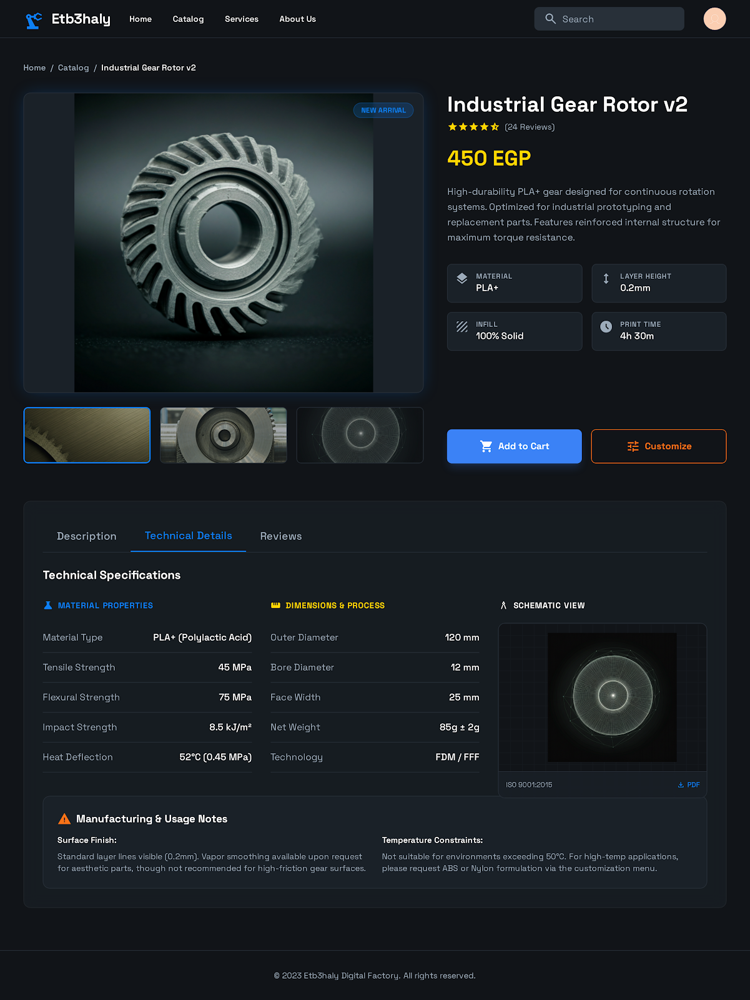 Etb3haly
Home
Catalog
Services
About Us
Search
Home / Catalog / Industrial Gear Rotor v2
NEW ARRIVAL
Industrial Gear Rotor v2
(24 Reviews)
450 EGP
High-durability PLA+ gear designed for continuous rotation
systems. Optimized for industrial prototyping and
replacement parts. Features reinforced internal structure for
maximum torque resistance.
MATERIAL
PLA+
LAYER HEIGHT
0.2mm
INFILL
100% Solid
PRINT TIME
4h 30m
Add to Cart
Customize
Description
Technical Details
Reviews
Technical Specifications
MATERIAL PROPERTIES
Material Type PLA+ (Polylactic Acid)
Tensile Strength 45 MPa
Flexural Strength 75 MPa
Impact Strength 8.5 kJ/m²
Heat Deflection 52°C (0.45 MPa)
DIMENSIONS & PROCESS
Outer Diameter 120 mm
Bore Diameter 12 mm
Face Width 25 mm
Net Weight 85g ± 2g
Technology FDM / FFF
SCHEMATIC VIEW
ISO 9001:2015
PDF
Manufacturing & Usage Notes
Surface Finish:
Standard layer lines visible (0.2mm). Vapor smoothing available upon request
for aesthetic parts, though not recommended for high-friction gear surfaces.
Temperature Constraints:
Not suitable for environments exceeding 50°C. For high-temp applications,
please request ABS or Nylon formulation via the customization menu.
© 2023 Etb3haly Digital Factory. All rights reserved.